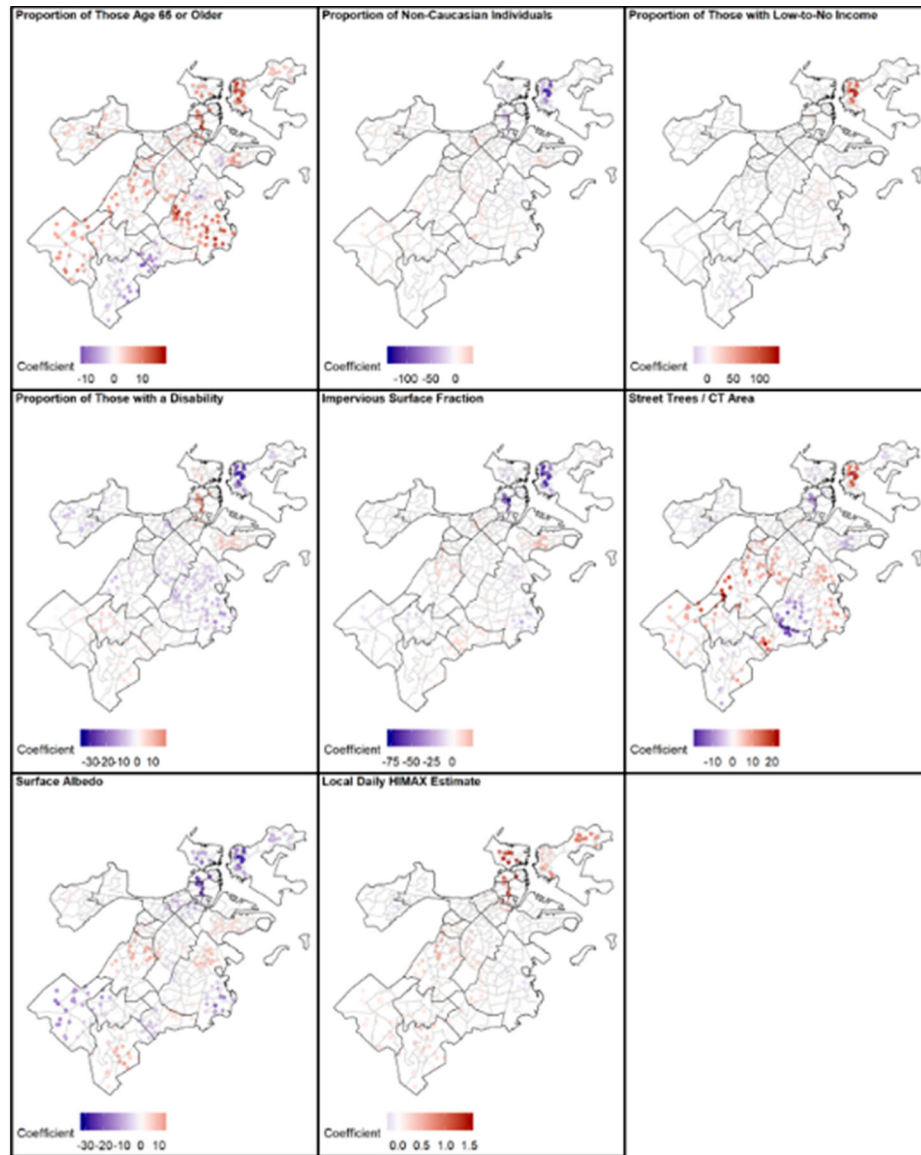 Proportion of Those Age 65 or Older
Proportion of Non-Caucasian Individuals
Proportion of Those with Low-to-No Income
Coefficient
-10 0 10
Coefficient
-100 -50 0
Coefficient
0 50 100
Proportion of Those with a Disability
Impervious Surface Fraction
Street Trees / CT Area
Coefficient
-30-20-10 0 10
Coefficient
-75 -50 -25 0
Coefficient
-10 0 10 20
Surface Albedo
Local Daily HIMAX Estimate
Coefficient
-30 -20 -10 0 10
Coefficient
0.0 0.5 1.0 1.5